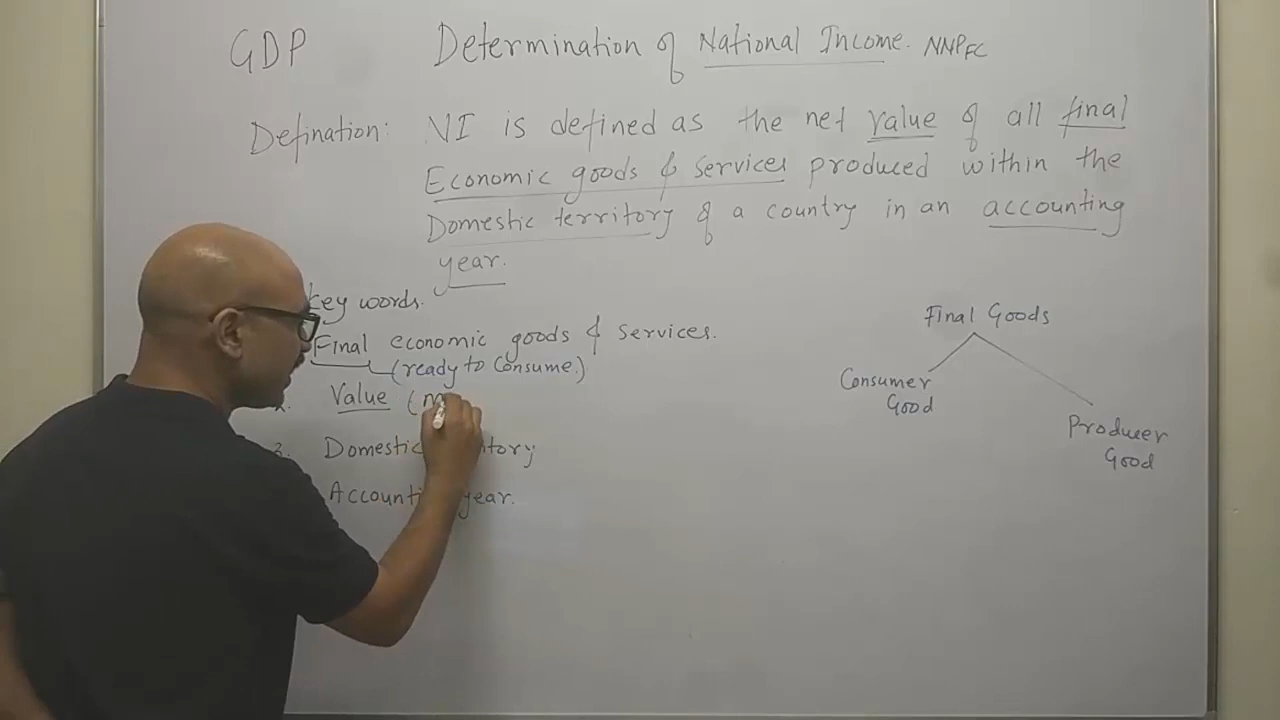 GDP Determination of National Income. NNPFC
Defination: NI is defined as the net value of all final
Economic goods & services produced within the
Domestic territory of a country in an accounting
year.
key words.
Final economic goods & services.
(ready to Consume.)
Value (
Domestic
Accounti year.
Final Goods
Consumer
Good
Producer
Good